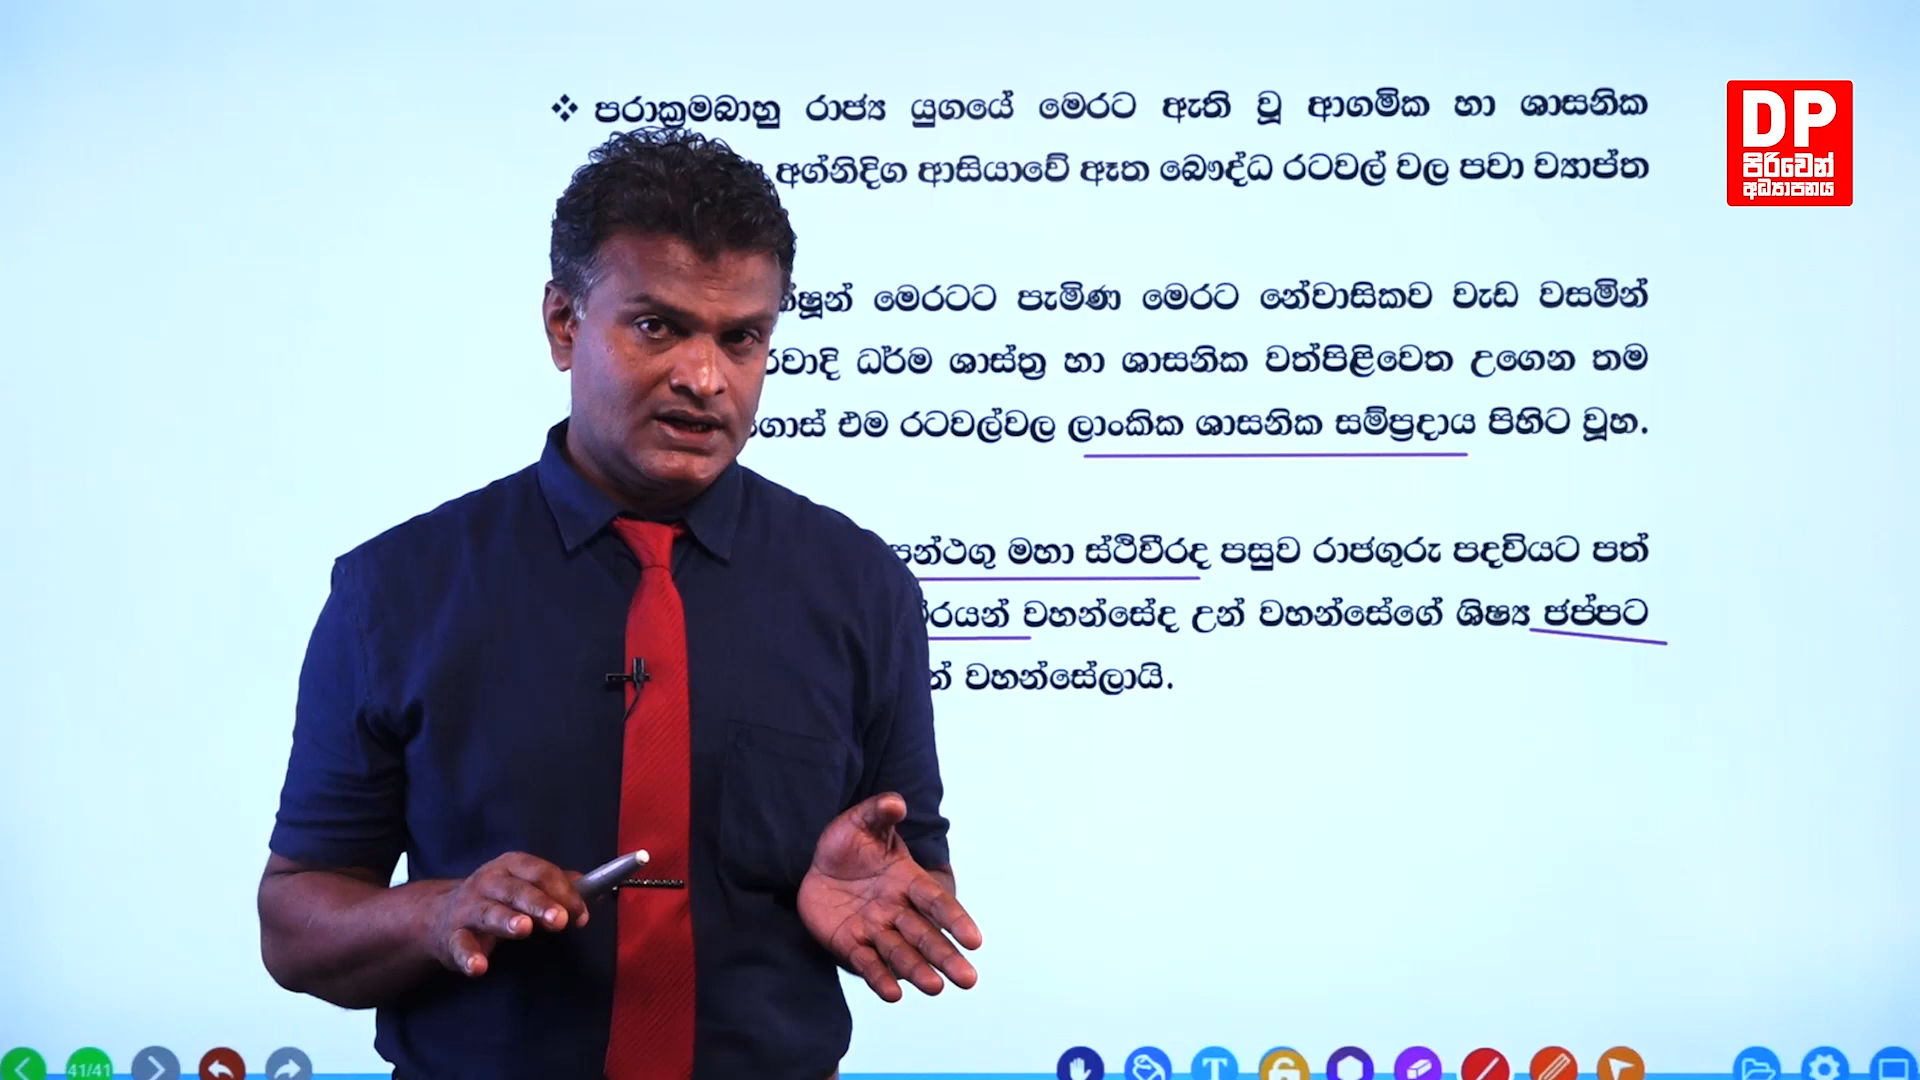 ❖ පරාක්‍රමබාහු රාජ්‍ය යුගයේ මෙරට ඇති වූ ආගමික හා ශාසනික
අග්නිදිග ආසියාවේ ඈත බෞද්ධ රටවල් වල පවා ව්‍යාප්ත
මෙරටට පැමිණ මෙරට නේවාසිකව වැඩ වසමින්
ධර්ම ශාස්ත්‍ර හා ශාසනික වත්පිළිවෙත උගෙන තම
එම රටවල්වල ලාංකික ශාසනික සම්ප්‍රදාය පිහිට වූහ.
මහා ස්ථිවීරද පසුව රාජගුරු පදවියට පත්
වහන්සේද උන් වහන්සේගේ ශිෂ්‍ය ජප්පට
වහන්සේලායි.
DP
පිරිවෙන්
අධ්‍යාපනය
41/41